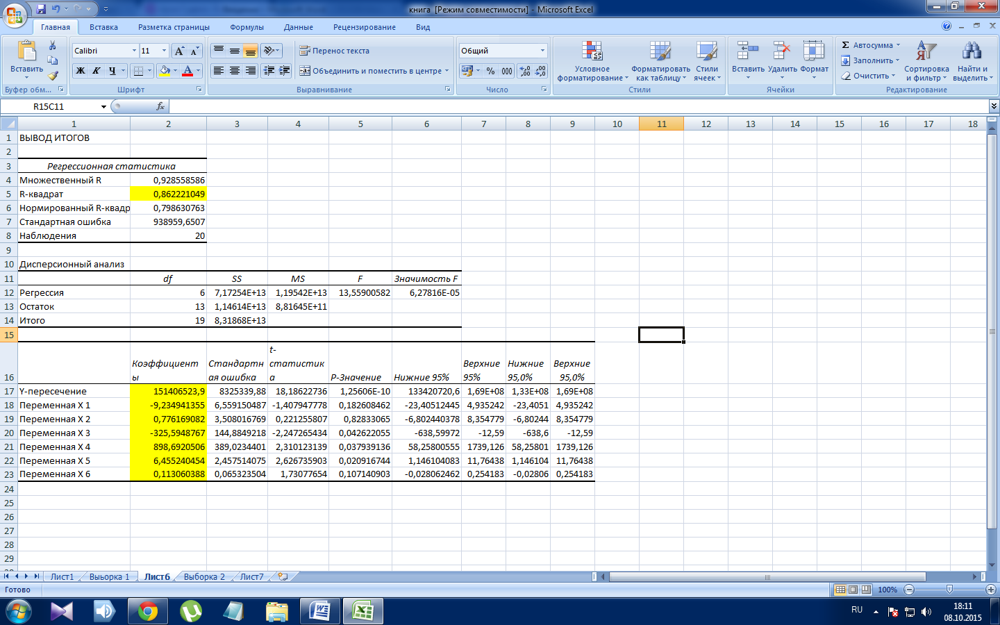 книга [Режим совместимости] - Microsoft Excel
Главная Вставка Разметка страницы Формулы Данные Рецензирование Вид
Вставить
Буфер обм...
Calibri 11
Ж К Ч
Шрифт
Перенос текста
Объединить и поместить в центре
Выравнивание
Общий
% 000
Число
Условное форматирование
Форматировать как таблицу
Стили ячеек
Стили
Вставить Удалить Формат
Ячейки
Σ Автосумма
Заполнить
Очистить
Сортировка и фильтр
Найти и выделить
Редактирование
R15C11 fx
1 2 3 4 5 6 7 8 9 10 11 12 13 14 15 16 17 18
1 ВЫВОД ИТОГОВ
2
3 Регрессионная статистика
4 Множественный R 0,928558586
5 R-квадрат 0,862221049
6 Нормированный R-квадр 0,798630763
7 Стандартная ошибка 938959,6507
8 Наблюдения 20
9
10 Дисперсионный анализ
11 df SS MS F Значимость F
12 Регрессия 6 7,17254E+13 1,19542E+13 13,55900582 6,27816E-05
13 Остаток 13 1,14614E+13 8,81645E+11
14 Итого 19 8,31868E+13
15
16 Коэффициенты Стандартная ошибка t-статистика P-Значение Нижние 95% Верхние 95% Нижние 95,0% Верхние 95,0%
17 Y-пересечение 151406523,9 8325339,88 18,18622736 1,25606E-10 133420720,6 1,69E+08 1,33E+08 1,69E+08
18 Переменная X 1 -9,234941355 6,559150487 -1,407947778 0,182608462 -23,40512445 4,935242 -23,4051 4,935242
19 Переменная X 2 0,776169082 3,508016769 0,221255807 0,82833065 -6,802440378 8,354779 -6,80244 8,354779
20 Переменная X 3 -325,5948767 144,8849218 -2,247265434 0,042622055 -638,59972 -12,59 -638,6 -12,59
21 Переменная X 4 898,6920506 389,0234401 2,310123139 0,037939136 58,25800555 1739,126 58,25801 1739,126
22 Переменная X 5 6,455240454 2,457514075 2,626735903 0,020916744 1,146104083 11,76438 1,146104 11,76438
23 Переменная X 6 0,113060388 0,065323504 1,73077654 0,107140903 -0,028062462 0,254183 -0,02806 0,254183
24
25
26
27
28
29
Лист1 Выьорка 1 Лист6 Выборка 2 Лист7
Готово 100%
RU 18:11
08.10.2015